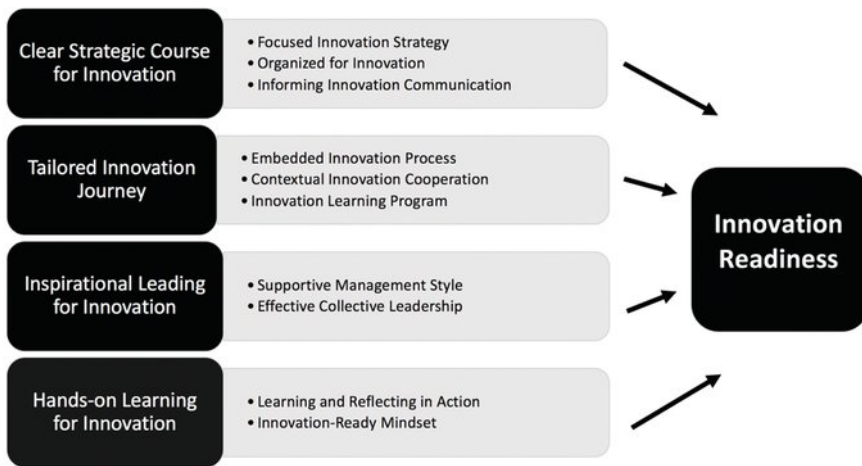 Clear Strategic Course
for Innovation
• Focused Innovation Strategy
• Organized for Innovation
• Informing Innovation Communication
Tailored Innovation
Journey
• Embedded Innovation Process
• Contextual Innovation Cooperation
• Innovation Learning Program
Inspirational Leading
for Innovation
• Supportive Management Style
• Effective Collective Leadership
Hands-on Learning
for Innovation
• Learning and Reflecting in Action
• Innovation-Ready Mindset
Innovation
Readiness